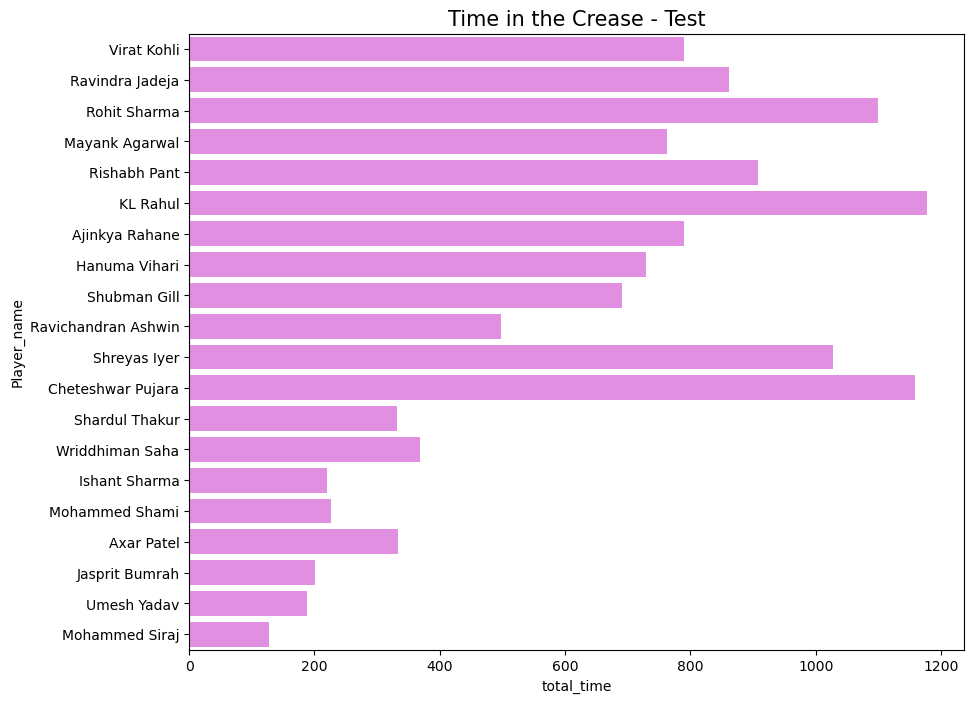 Time in the Crease - Test
Player_name
Virat Kohli
Ravindra Jadeja
Rohit Sharma
Mayank Agarwal
Rishabh Pant
KL Rahul
Ajinkya Rahane
Hanuma Vihari
Shubman Gill
Ravichandran Ashwin
Shreyas Iyer
Cheteshwar Pujara
Shardul Thakur
Wriddhiman Saha
Ishant Sharma
Mohammed Shami
Axar Patel
Jasprit Bumrah
Umesh Yadav
Mohammed Siraj
0 200 400 600 800 1000 1200
total_time